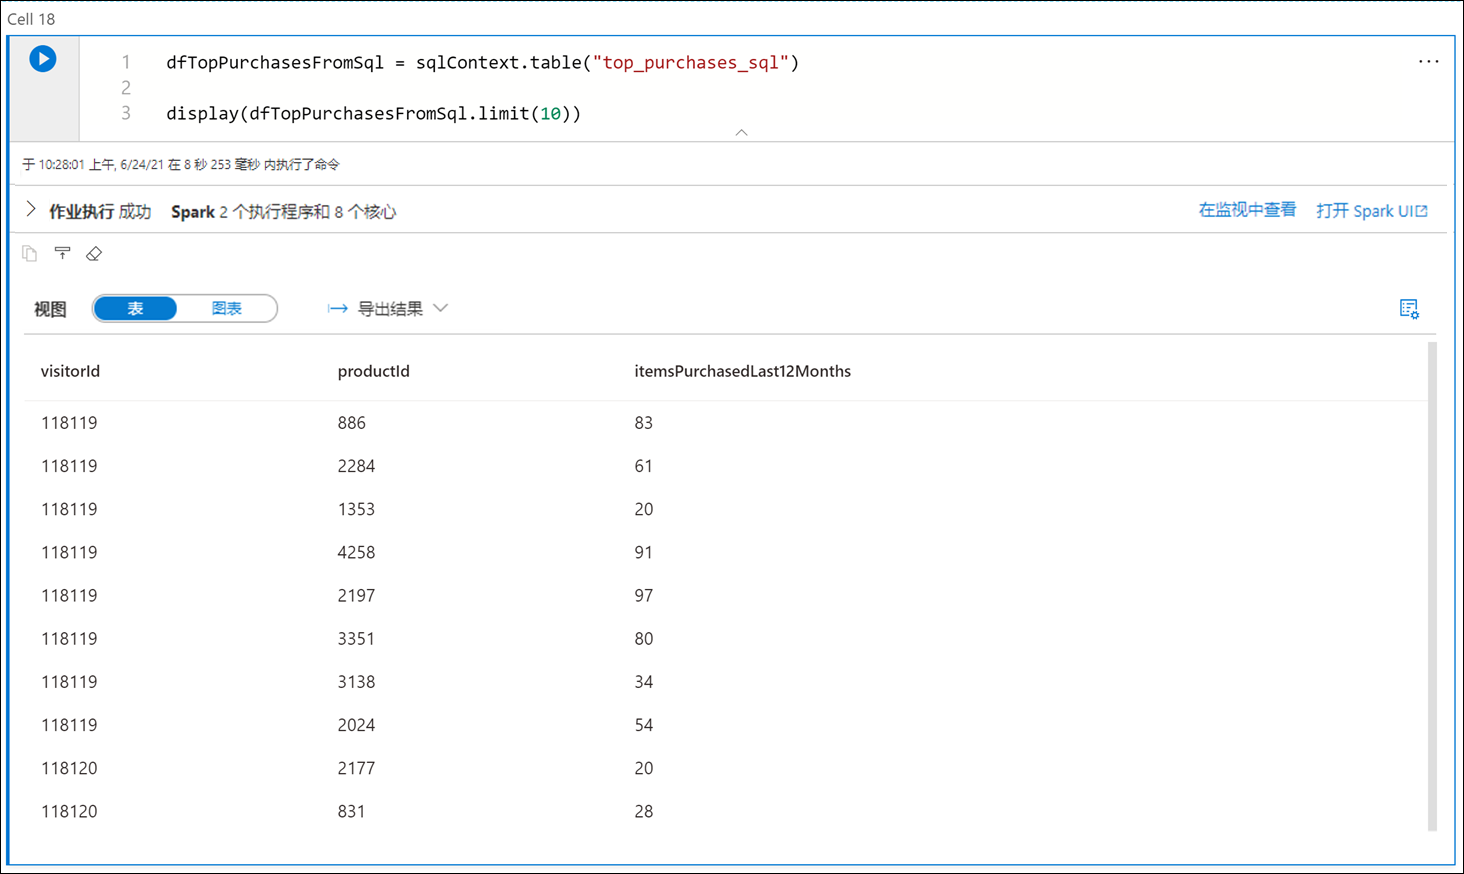 Cell 18
1 dfTopPurchasesFromSql = sqlContext.table("top_purchases_sql")
2
3 display(dfTopPurchasesFromSql.limit(10))
于 10:28:01 上午, 6/24/21 在 8 秒 253 毫秒 内执行了命令
作业执行 成功 Spark 2 个执行程序和 8 个核心 在监视中查看 打开 Spark UI
视图 表 图表 导出结果
visitorId productId itemsPurchasedLast12Months
118119 886 83
118119 2284 61
118119 1353 20
118119 4258 91
118119 2197 97
118119 3351 80
118119 3138 34
118119 2024 54
118120 2177 20
118120 831 28